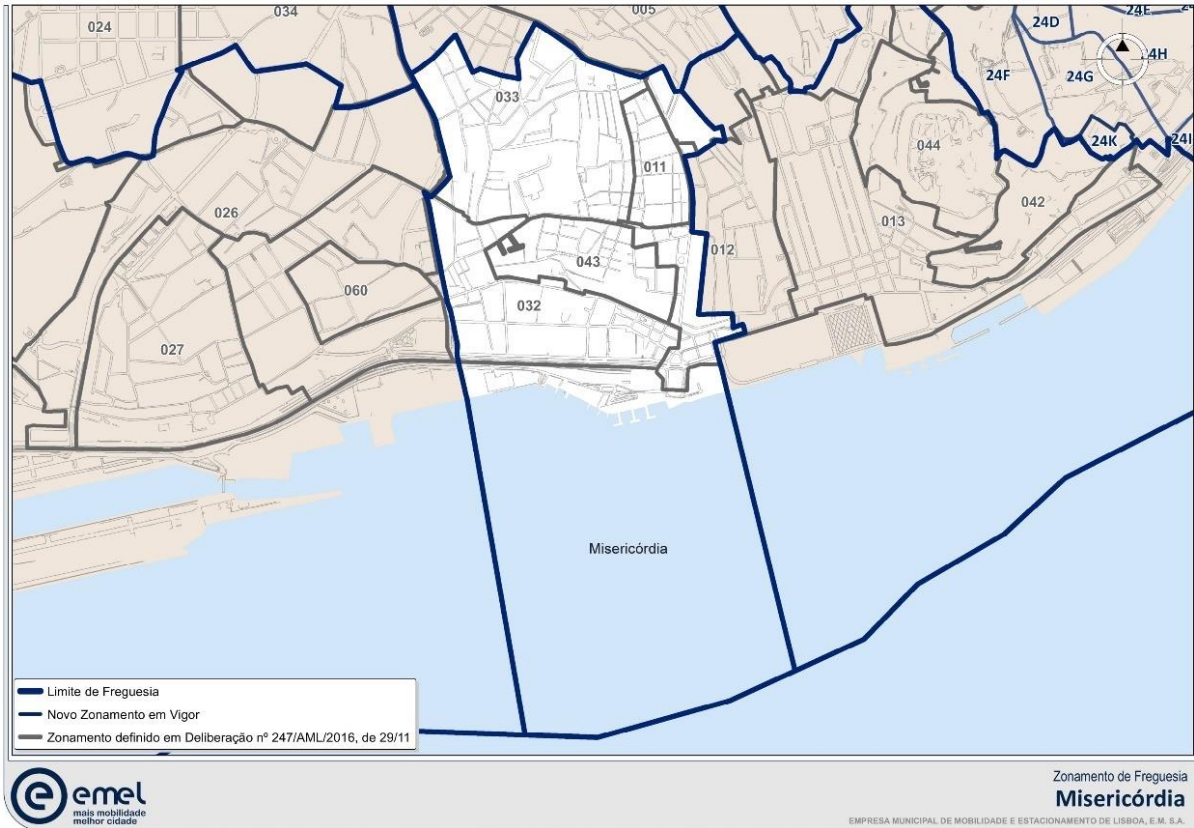 024
034
005
24D
24E
24H
24F
24G
033
24K
044
011
042
026
013
012
043
060
032
027
Misericórdia
Limite de Freguesia
Novo Zonamento em Vigor
Zonamento definido em Deliberação nº 247/AML/2016, de 29/11
e emel
mais mobilidade
melhor cidade
Zonamento de Freguesia
Misericórdia
EMPRESA MUNICIPAL DE MOBILIDADE E ESTACIONAMENTO DE LISBOA, E.M. S.A.